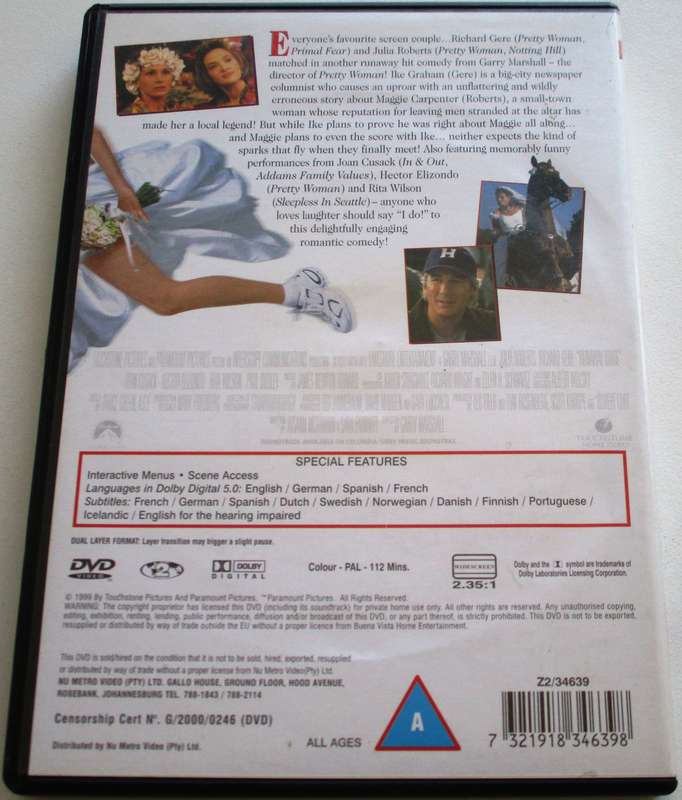 Everyone's favourite screen couple...Richard Gere (Pretty Woman,
Primal Fear) and Julia Roberts (Pretty Woman, Notting Hill)
matched in another runaway hit comedy from Garry Marshall – the
director of Pretty Woman! Ike Graham (Gere) is a big-city newspaper
columnist who causes an uproar with an unflattering and wildly
erroneous story about Maggie Carpenter (Roberts), a small-town
woman whose reputation for leaving men stranded at the altar has
made her a local legend! But while Ike plans to prove he was right about Maggie all along...
and Maggie plans to even the score with Ike... neither expects the kind of
sparks that fly when they finally meet! Also featuring memorably funny
performances from Joan Cusack (In & Out,
Addams Family Values), Hector Elizondo
(Pretty Woman) and Rita Wilson
(Sleepless In Seattle) – anyone who
loves laughter should say "I do!" to
this delightfully engaging
romantic comedy!
H
SOUNDTRACK AVAILABLE ON COLUMBIA/SONY MUSIC SOUNDTRAX
SPECIAL FEATURES
Interactive Menus • Scene Access
Languages in Dolby Digital 5.0: English / German / Spanish / French
Subtitles: French / German / Spanish / Dutch / Swedish / Norwegian / Danish / Finnish / Portuguese /
Icelandic / English for the hearing impaired
DUAL LAYER FORMAT: Layer transition may trigger a slight pause.
DVD VIDEO
2
DOLBY DIGITAL
Colour - PAL - 112 Mins.
WIDESCREEN
2.35:1
Dolby and the symbol are trademarks of
Dolby Laboratories Licensing Corporation.
© 1999 By Touchstone Pictures And Paramount Pictures. ™Paramount Pictures. All Rights Reserved.
WARNING: The copyright proprietor has licensed this DVD (including its soundtrack) for private home use only. All other rights are reserved. Any unauthorised copying,
editing, exhibition, renting, lending, public performance, diffusion and/or broadcast of this DVD, or any part thereof, is strictly prohibited. This DVD is not to be exported,
resupplied or distributed by way of trade outside the EU without a proper licence from Buena Vista Home Entertainment.
This DVD is sold/hired on the condition that it is not to be sold, hired, exported, resupplied
or distributed by way of trade without a proper license from Nu Metro Video(Pty) Ltd.
NU METRO VIDEO (PTY) LTD. GALLO HOUSE, GROUND FLOOR, HOOD AVENUE,
ROSEBANK, JOHANNESBURG TEL. 788-1843 / 788-2114
Censorship Cert Nº. G/2000/0246 (DVD)
Distributed by Nu Metro Video (Pty) Ltd.
ALL AGES
A
Z2/34639
7 321918 346398